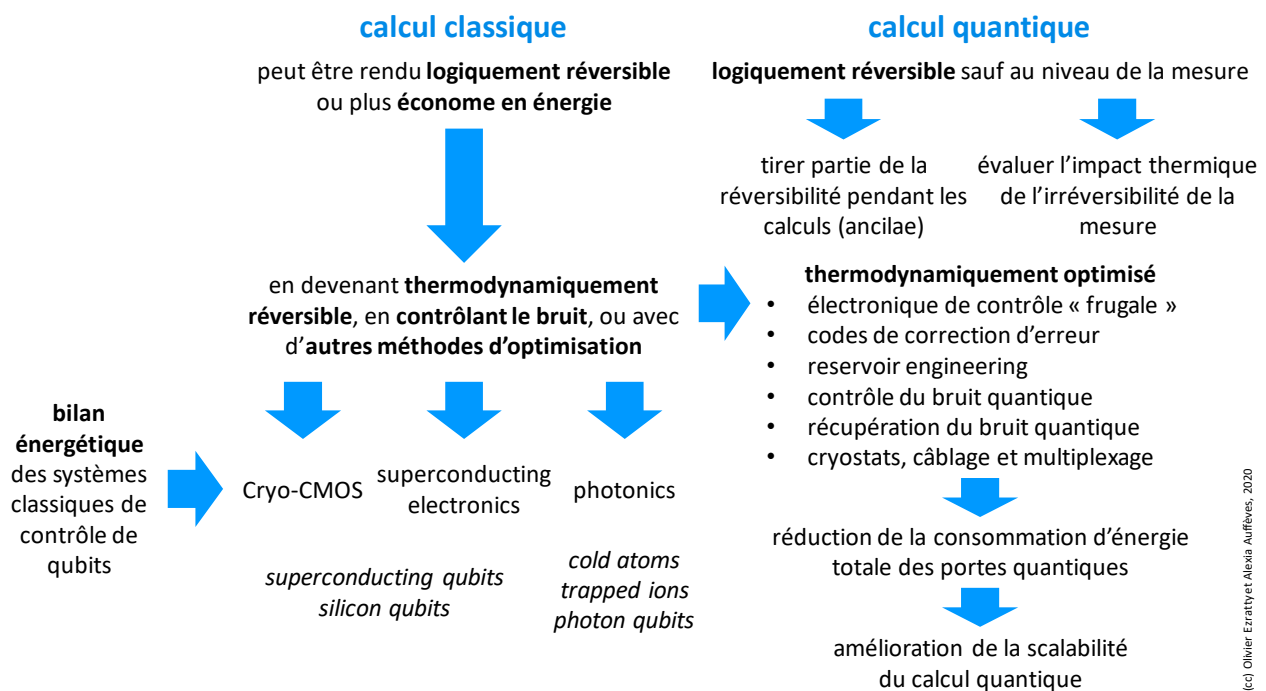 calcul classique
peut être rendu logiquement réversible
ou plus économe en énergie
en devenant thermodynamiquement
réversible, en contrôlant le bruit, ou avec
d'autres méthodes d'optimisation
bilan
énergétique
des systèmes
classiques de
contrôle de
qubits
Cryo-CMOS
superconducting
electronics
photonics
superconducting qubits
silicon qubits
cold atoms
trapped ions
photon qubits
calcul quantique
logiquement réversible sauf au niveau de la mesure
tirer partie de la
réversibilité pendant les
calculs (ancilae)
évaluer l'impact thermique
de l'irréversibilité de la
mesure
thermodynamiquement optimisé
• électronique de contrôle « frugale »
• codes de correction d'erreur
• reservoir engineering
• contrôle du bruit quantique
• récupération du bruit quantique
• cryostats, câblage et multiplexage
réduction de la consommation d'énergie
totale des portes quantiques
amélioration de la scalabilité
du calcul quantique
(cc) Olivier Ezratty et Alexia Auffèves, 2020